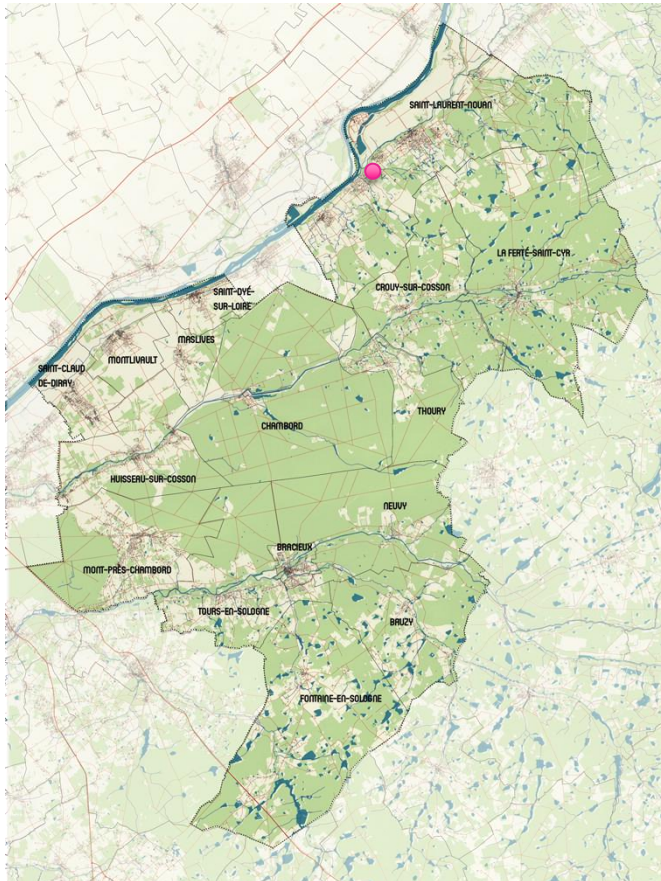 SAINT-LAURENT-NOUAN
LA FERTÉ-SAINT-CYR
CROUY-SUR-COSSON
SAINT-DYÉ-
SUR-LOIRE
MASLIVES
MONTLIVAULT
SAINT-CLAUD
DE-DIRAY
THOURY
CHAMBORD
HUISSEAU-SUR-COSSON
NEUVY
BRACIEUX
MONT-PRÈS-CHAMBORD
TOURS-EN-SOLOGNE
BAUZY
FONTAINE-EN-SOLOGNE